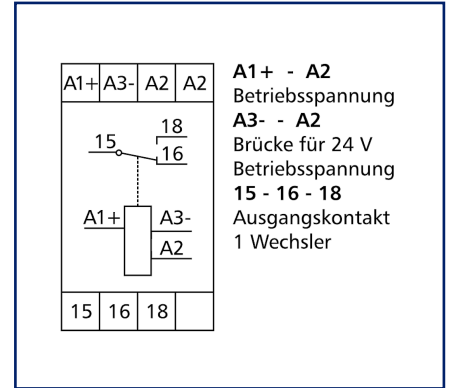 A1+ A3- A2 A2
18
15
16
A1+ A3-
A2
15 16 18
A1+ - A2
Betriebsspannung
A3- - A2
Brücke für 24 V
Betriebsspannung
15 - 16 - 18
Ausgangskontakt
1 Wechsler